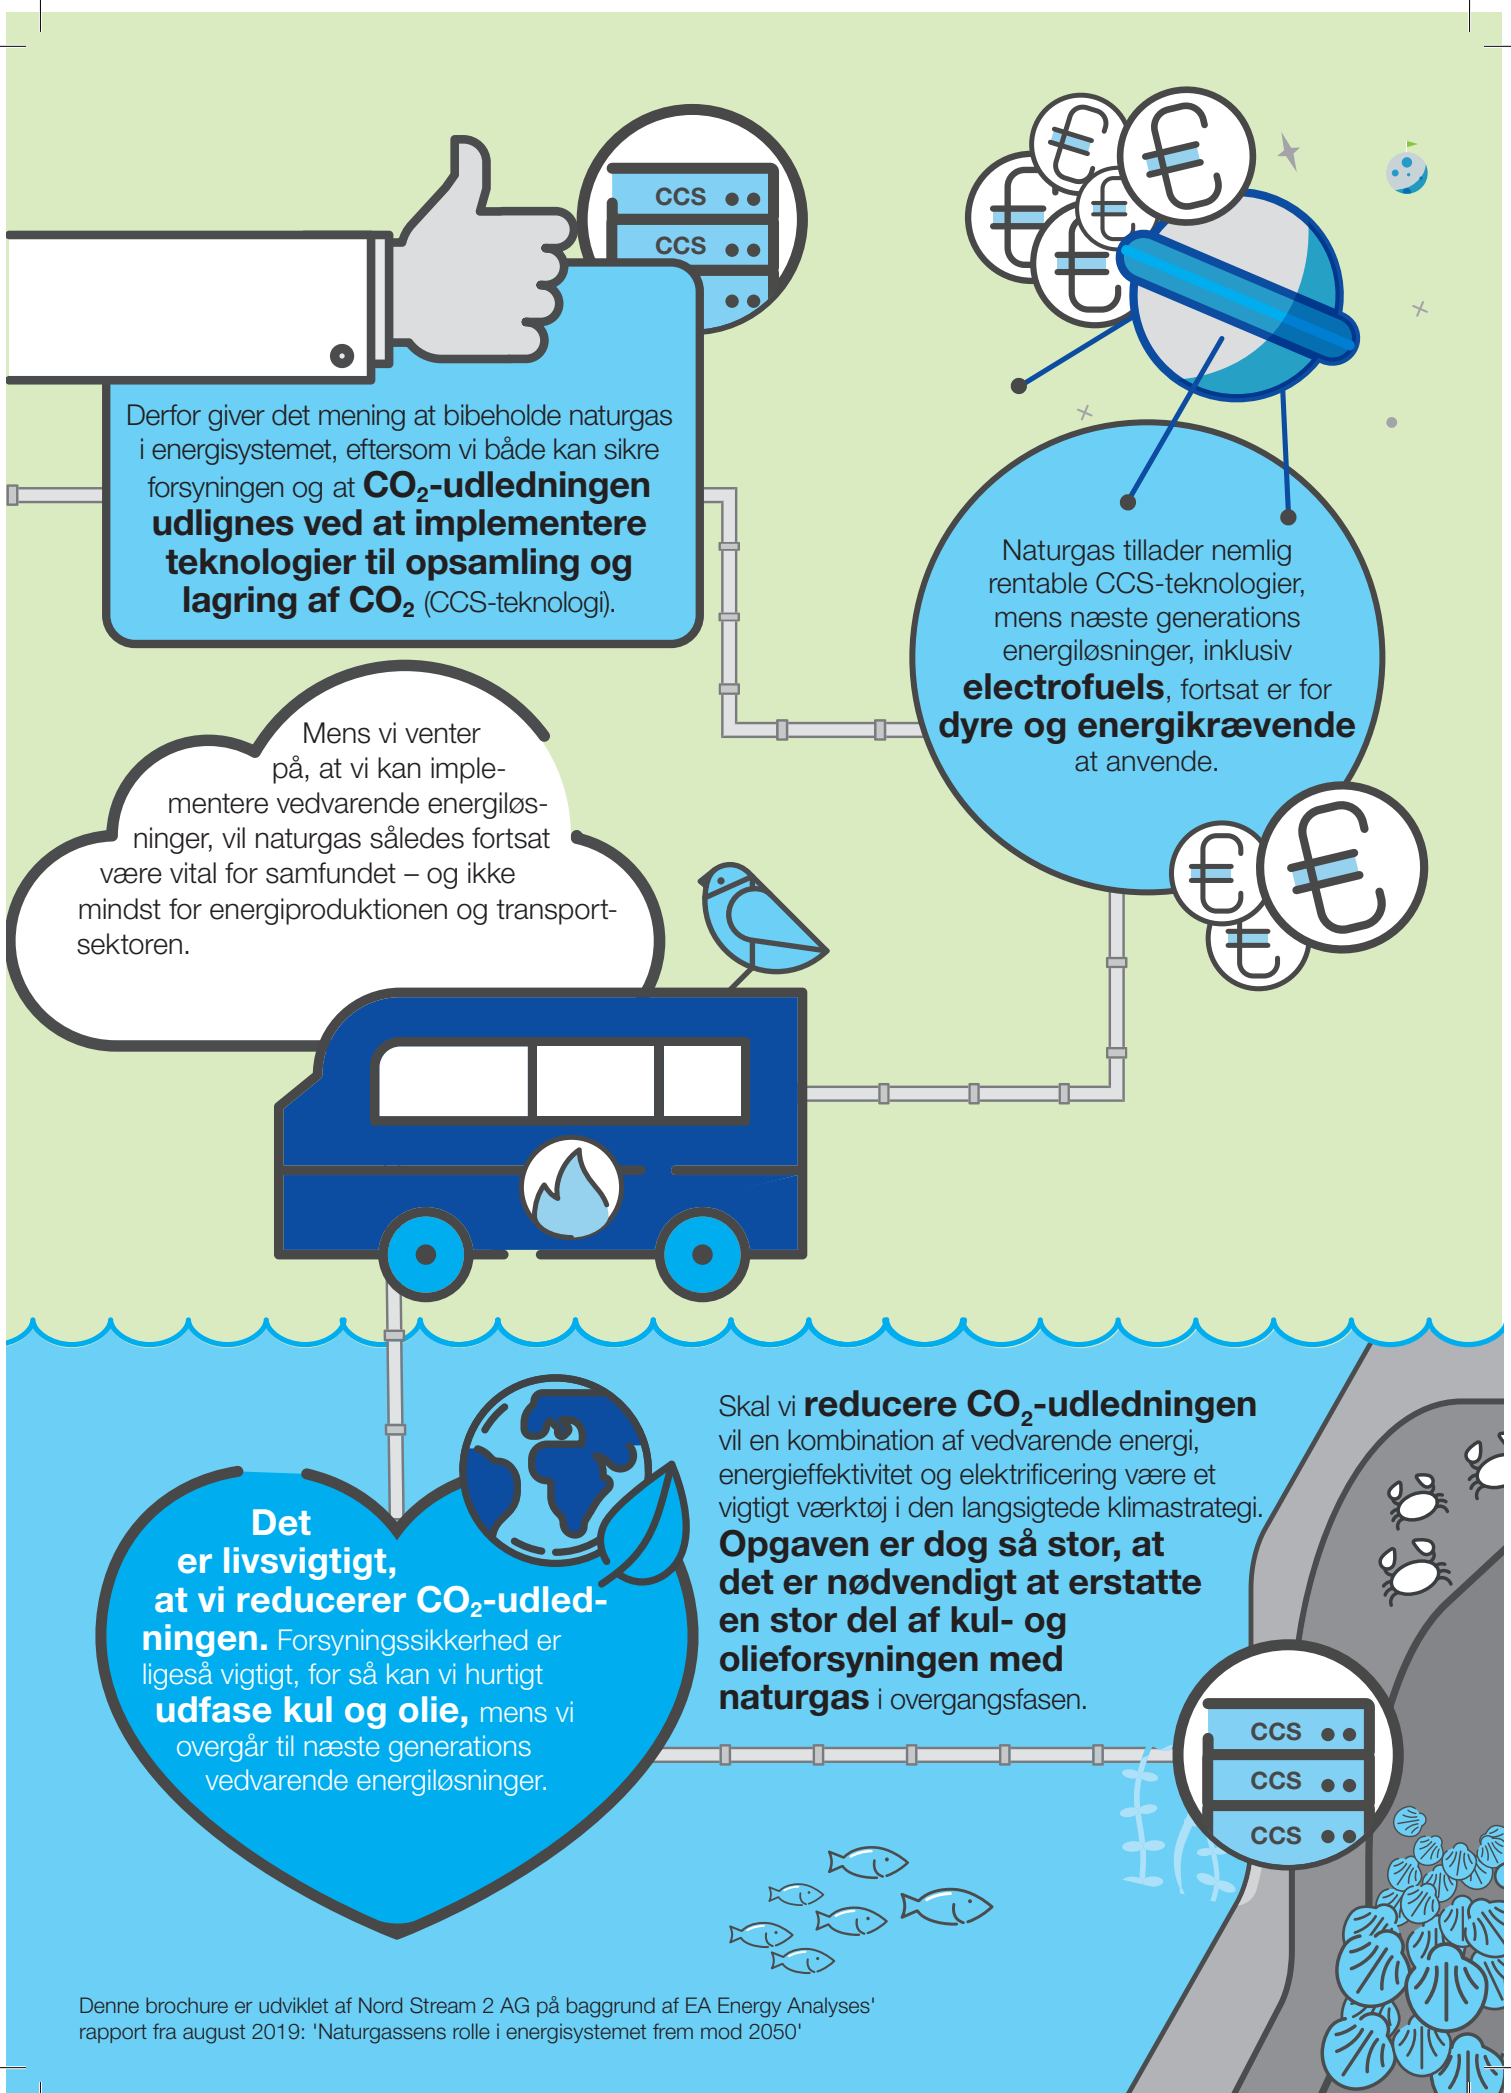 CCS
CCS
Derfor giver det mening at bibeholde naturgas
i energisystemet, eftersom vi både kan sikre
forsyningen og at CO₂-udledningen
udlignes ved at implementere
teknologier til opsamling og
lagring af CO₂ (CCS-teknologi).
Naturgas tillader nemlig
rentable CCS-teknologier,
mens næste generations
energiløsninger, inklusiv
electrofuels, fortsat er for
dyre og energikrævende
at anvende.
Mens vi venter
på, at vi kan imple-
mentere vedvarende energiløs-
ninger, vil naturgas således fortsat
være vital for samfundet – og ikke
mindst for energiproduktionen og transport-
sektoren.
Skal vi reducere CO₂-udledningen
vil en kombination af vedvarende energi,
energieffektivitet og elektrificering være et
vigtigt værktøj i den langsigtede klimastrategi.
Opgaven er dog så stor, at
det er nødvendigt at erstatte
en stor del af kul- og
olieforsyningen med
naturgas i overgangsfasen.
Det
er livsvigtigt,
at vi reducerer CO₂-udled-
ningen. Forsyningssikkerhed er
ligeså vigtigt, for så kan vi hurtigt
udfase kul og olie, mens vi
overgår til næste generations
vedvarende energiløsninger.
CCS
CCS
CCS
Denne brochure er udviklet af Nord Stream 2 AG på baggrund af EA Energy Analyses'
rapport fra august 2019: 'Naturgassens rolle i energisystemet frem mod 2050'